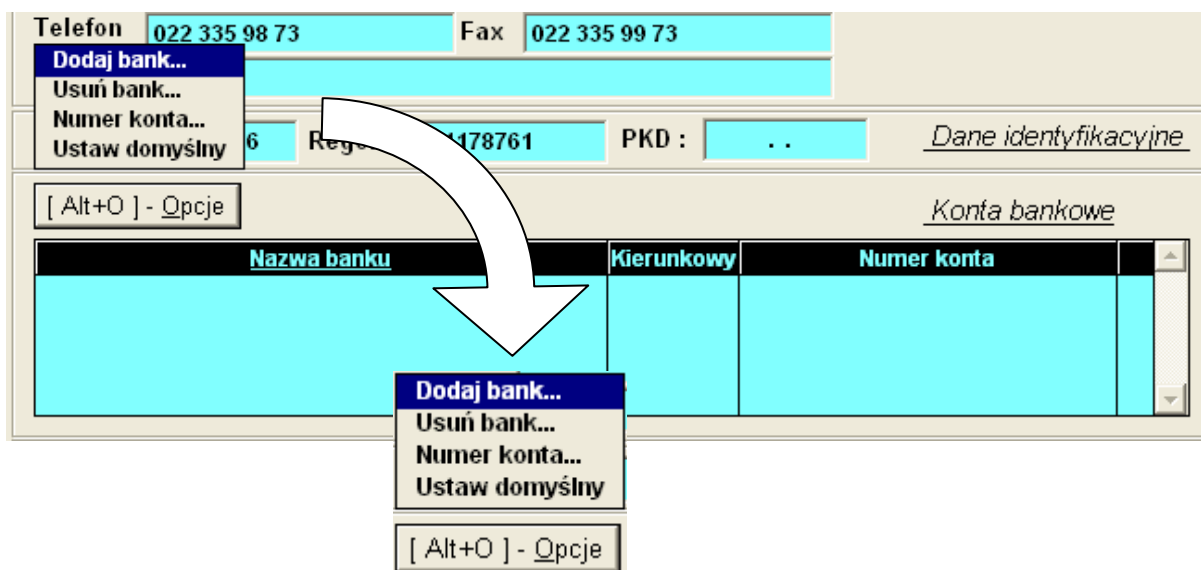 Telefon 022 335 98 73 Fax 022 335 99 73
Dodaj bank...
Usuń bank...
Numer konta...
Ustaw domyślny
6 1178761 PKD : . . Dane identyfikacyjne
[ Alt+O ] - Opcje Konta bankowe
Nazwa banku Kierunkowy Numer konta
Dodaj bank...
Usuń bank...
Numer konta...
Ustaw domyślny
[ Alt+O ] - Opcje